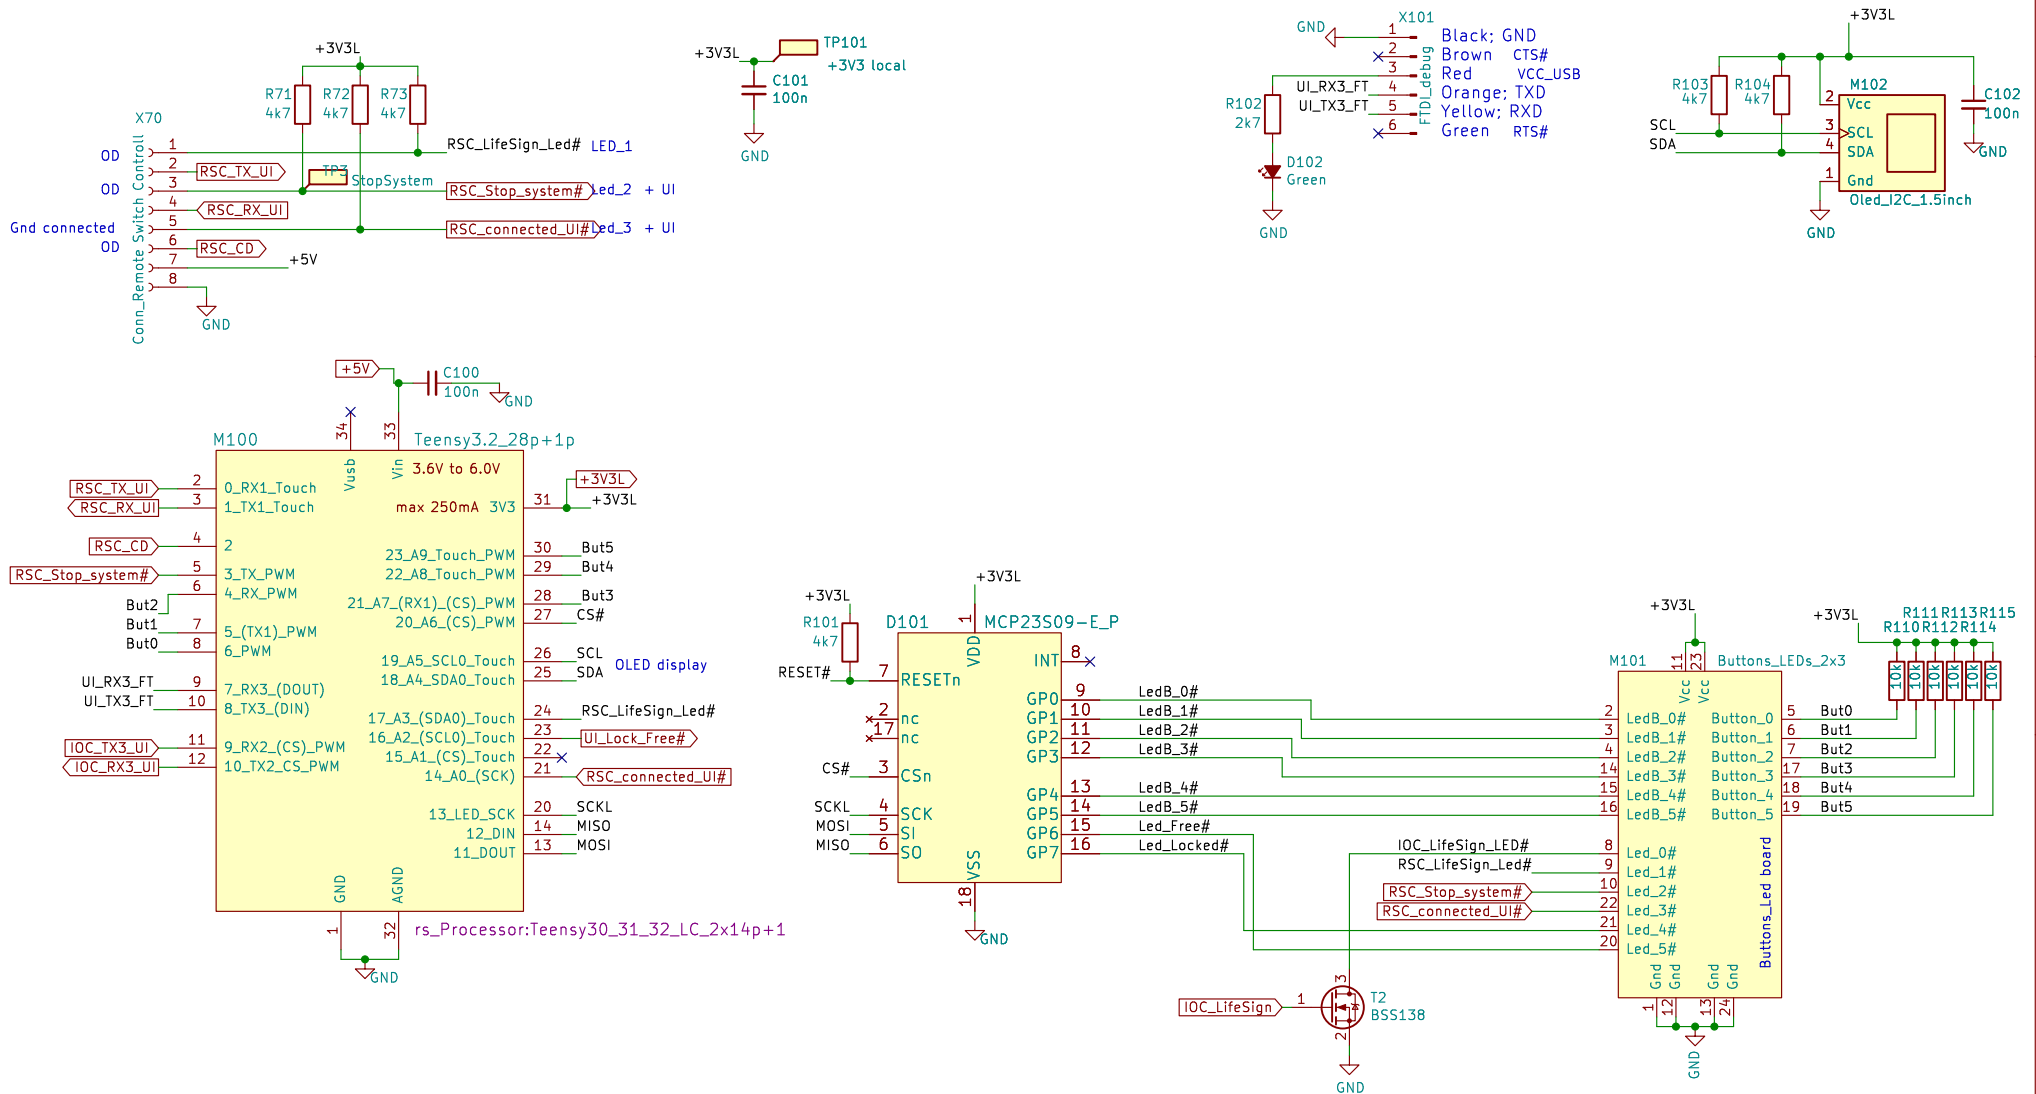 +3V3L
R71
4k7
R72
4k7
R73
4k7
X70
Conn_Remote Switch Controll
1
2
3
4
5
6
7
8
OD
OD
Gnd connected
OD
RSC_TX_UI
RSC_RX_UI
RSC_CD
+5V
GND
TP3
StopSystem
RSC_LifeSign_Led#
LED_1
RSC_Stop_system#
Led_2 + UI
RSC_connected_UI#
Led_3 + UI
+3V3L
TP101
+3V3 local
C101
100n
GND
GND
X101
FTDI_debug
1
2
3
4
5
6
Black; GND
Brown CTS#
Red VCC_USB
Orange; TXD
Yellow; RXD
Green RTS#
UI_RX3_FT
UI_TX3_FT
R102
2k7
D102
Green
GND
+3V3L
R103
4k7
R104
4k7
SCL
SDA
M102
2 Vcc
3 SCL
4 SDA
1 Gnd
Oled_I2C_1.5inch
GND
C102
100n
GND
+5V
C100
100n
GND
M100
Teensy3.2_28p+1p
34 Vusb
33 Vin
3.6V to 6.0V
max 250mA
RSC_TX_UI 2 0_RX1_Touch
RSC_RX_UI 3 1_TX1_Touch
RSC_CD 4 2
RSC_Stop_system# 5 3_TX_PWM
But2 6 4_RX_PWM
But1 7 5_(TX1)_PWM
But0 8 6_PWM
UI_RX3_FT 9 7_RX3_(DOUT)
UI_TX3_FT 10 8_TX3_(DIN)
IOC_TX3_UI 11 9_RX2_(CS)_PWM
IOC_RX3_UI 12 10_TX2_CS_PWM
3V3 31 +3V3L
+3V3L
23_A9_Touch_PWM 30 But5
22_A8_Touch_PWM 29 But4
21_A7_(RX1)_(CS)_PWM 28 But3
20_A6_(CS)_PWM 27 CS#
19_A5_SCL0_Touch 26 SCL
18_A4_SDA0_Touch 25 SDA
OLED display
17_A3_(SDA0)_Touch 24 RSC_LifeSign_Led#
16_A2_(SCL0)_Touch 23 UI_Lock_Free#
15_A1_(CS)_Touch 22
14_A0_(SCK) 21 RSC_connected_UI#
13_LED_SCK 20 SCKL
12_DIN 14 MISO
11_DOUT 13 MOSI
GND 1
AGND 32
GND
rs_Processor:Teensy30_31_32_LC_2x14p+1
+3V3L
R101
4k7
RESET#
+3V3L
D101
MCP23S09-E_P
1 VDD
7 RESETn
2 nc
17 nc
CS# 3 CSn
SCKL 4 SCK
MOSI 5 SI
MISO 6 SO
VSS 18
GND
INT 8
GP0 9 LedB_0#
GP1 10 LedB_1#
GP2 11 LedB_2#
GP3 12 LedB_3#
GP4 13 LedB_4#
GP5 14 LedB_5#
GP6 15 Led_Free#
GP7 16 Led_Locked#
IOC_LifeSign
1
3
2
T2
BSS138
GND
IOC_LifeSign_LED#
RSC_LifeSign_Led#
RSC_Stop_system#
RSC_connected_UI#
+3V3L
M101
Buttons_LEDs_2x3
11 Vcc
23 Vcc
2 LedB_0#
3 LedB_1#
4 LedB_2#
14 LedB_3#
15 LedB_4#
16 LedB_5#
8 Led_0#
9 Led_1#
10 Led_2#
22 Led_3#
21 Led_4#
20 Led_5#
Button_0 5 But0
Button_1 6 But1
Button_2 7 But2
Button_3 17 But3
Button_4 18 But4
Button_5 19 But5
Buttons_Led board
Gnd 1
Gnd 12
Gnd 13
Gnd 24
GND
+3V3L
R111 R113 R115
R110 R112 R114
10k
10k
10k
10k
10k
10k